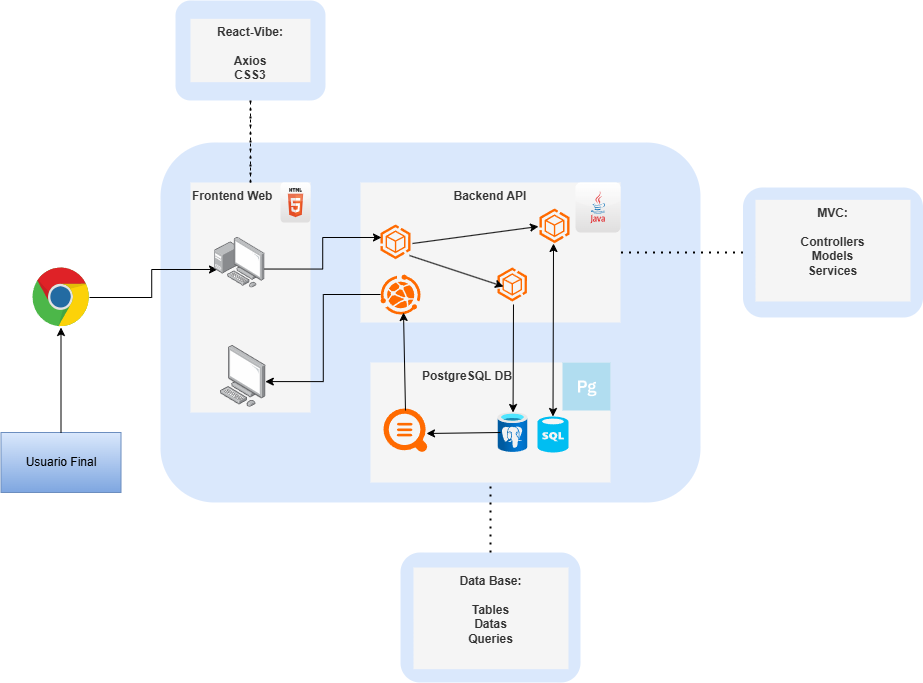 React-Vibe:
Axios
CSS3
Frontend Web
HTML
5
Backend API
Java
MVC:
Controllers
Models
Services
PostgreSQL DB
Pg
SQL
Usuario Final
Data Base:
Tables
Datas
Queries